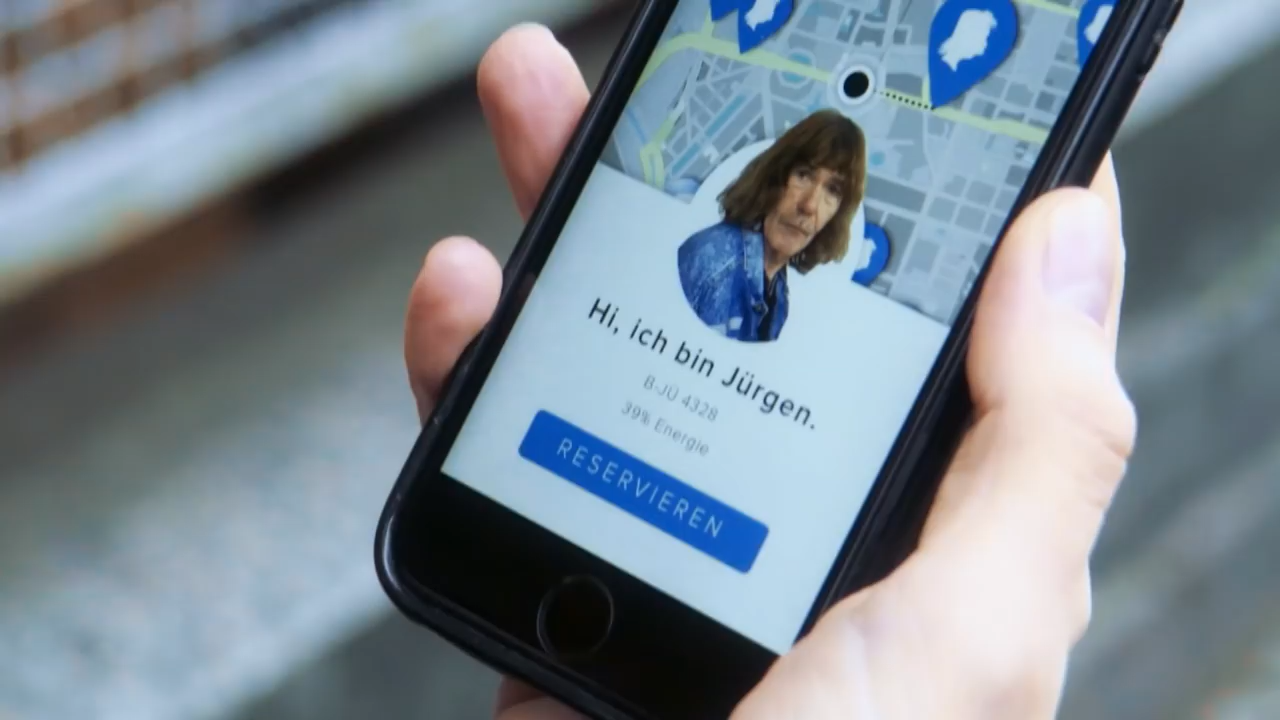 Hi, ich bin Jürgen.
B-JÜ 4328
39% Energie
RESERVIEREN